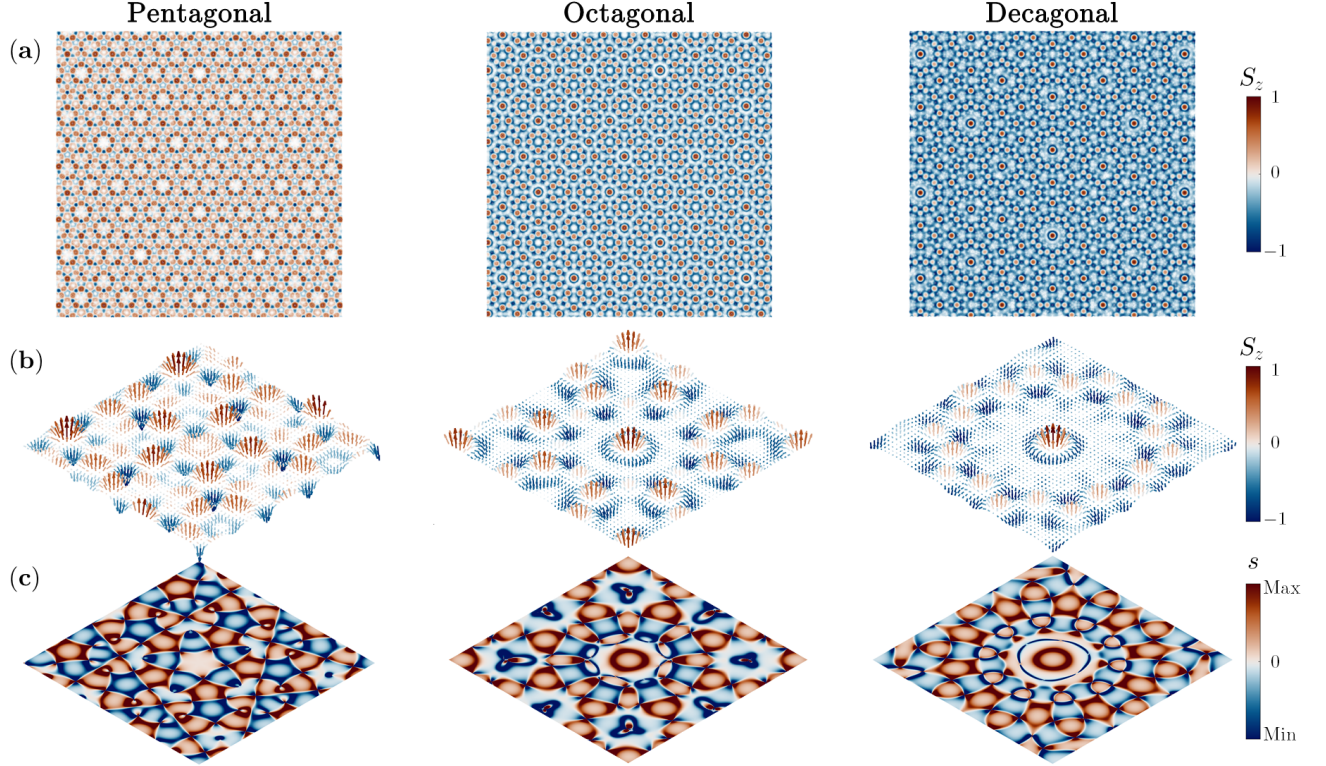 Pentagonal Octagonal Decagonal
(a)
S_z
1
0
−1
(b)
S_z
1
0
−1
(c)
s
Max
0
Min